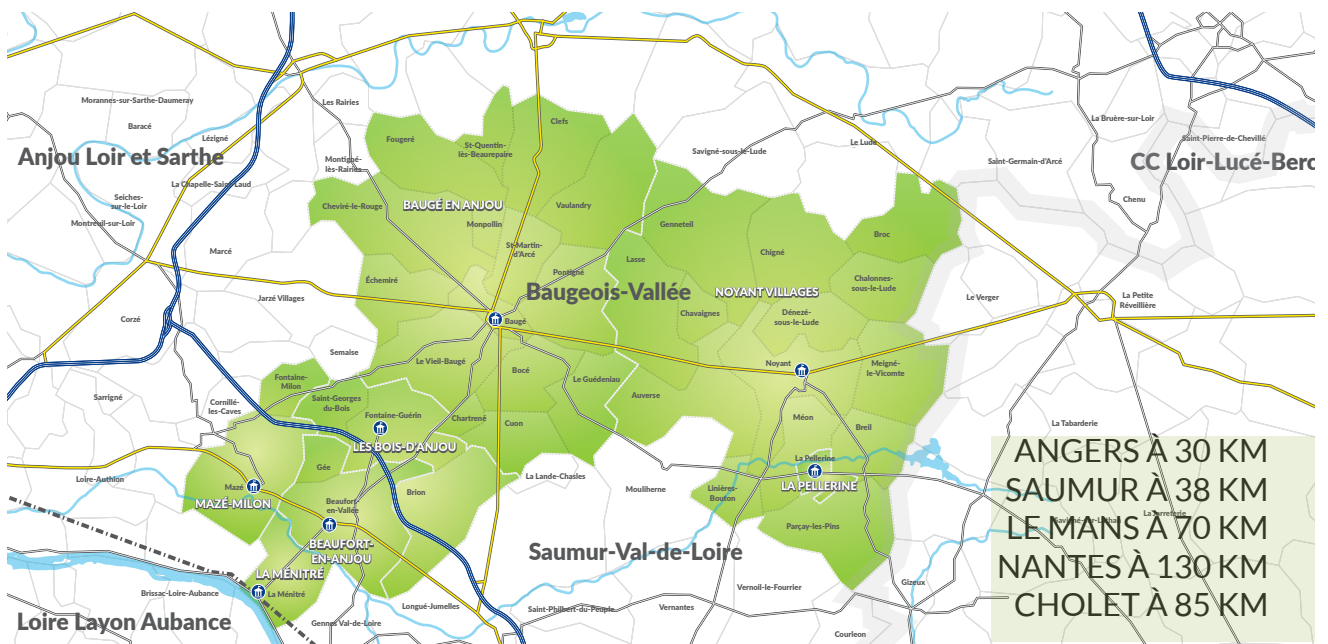 Les Rairies
Morannes-sur-Sarthe-Daumeray
Baracé
Lézigné
Anjou Loir et Sarthe
La Chapelle-Saint-Laud
Seiches-
sur-le-Loir
Montreuil-sur-Loir
Marcé
Montigné-
lès-Rairies
Fougeré
Clefs
St-Quentin-
lès-Beaurepaire
Cheviré-le-Rouge
BAUGÉ EN ANJOU
Monpollin
Vaulandry
St-Martin-
d'Arcé
Pontigné
Échemiré
Baugeois-Vallée
Baugé
Savigné-sous-le-Lude
Le Lude
Genneteil
Lasse
Chigné
Broc
NOYANT VILLAGES
Chalonnes-
sous-le-Lude
Chavaignes
Dénezé-
sous-le-Lude
La Bruère-sur-Loir
Saint-Pierre-de-Chevillé
Saint-Germain-d'Arcé
CC Loir-Lucé-Berc
Chenu
Le Verger
La Petite
Réveillière
Corzé
Jarzé Villages
Semaise
Le Vieil-Baugé
Bocé
Le Guédeniau
Auverse
Noyant
Meigné-
le-Vicomte
Fontaine-
Milon
Saint-Georges
du-Bois
Sarrigné
Cornillé-
les-Caves
Fontaine-Guérin
Chartrené
Cuon
LES BOIS-D'ANJOU
Méon
Breil
La Tabarderie
Gée
Loire-Authion
Mazé
MAZÉ-MILON
Beaufort-
en-Vallée
Brion
La Lande-Chasles
Mouliherne
La Pellerine
LA PELLERINE
Linières-
Bouton
Parçay-les-Pins
BEAUFORT-
EN-ANJOU
LA MÉNITRÉ
La Ménitré
Saumur-Val-de-Loire
Brissac-Loire-Aubance
Longué-Jumelles
Loire Layon Aubance
Gennes Val-de-Loire
Saint-Philbert-du-Peuple
Vernantes
Vernoil-le-Fourrier
Gizeux
Courleon
ANGERS À 30 KM
SAUMUR À 38 KM
LE MANS À 70 KM
NANTES À 130 KM
CHOLET À 85 KM